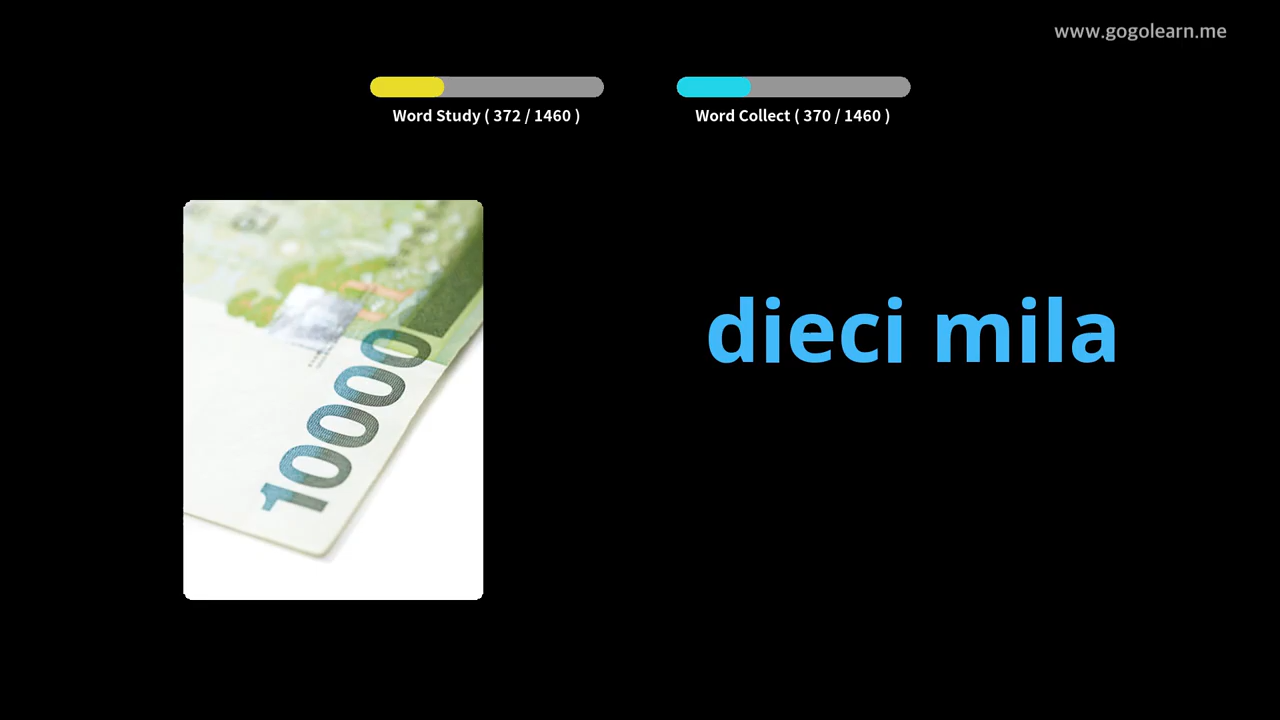 www.gogolearn.me
Word Study ( 372 / 1460 )
Word Collect ( 370 / 1460 )
10000
dieci mila